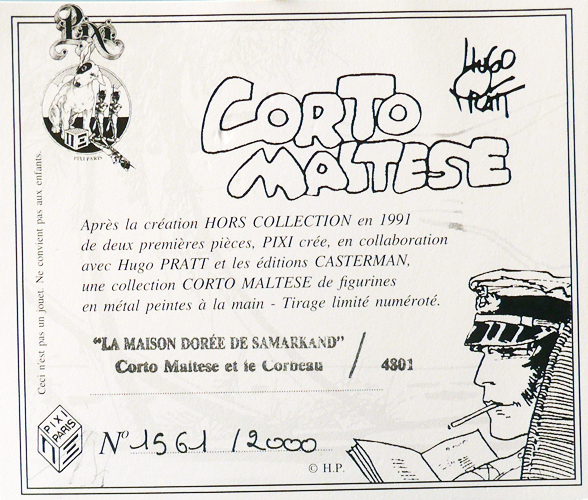 Pixi
PIXI PARIS
HUGO
PRATT
CORTO
MALTESE
Après la création HORS COLLECTION en 1991
de deux premières pièces, PIXI crée, en collaboration
avec Hugo PRATT et les éditions CASTERMAN,
une collection CORTO MALTESE de figurines
en métal peintes à la main - Tirage limité numéroté.
"LA MAISON DORÉE DE SAMARKAND"
Corto Maltese et le Corbeau / 4801
Ceci n'est pas un jouet. Ne convient pas aux enfants.
PIXI
PARIS
N° 1561 / 2000
© H.P.